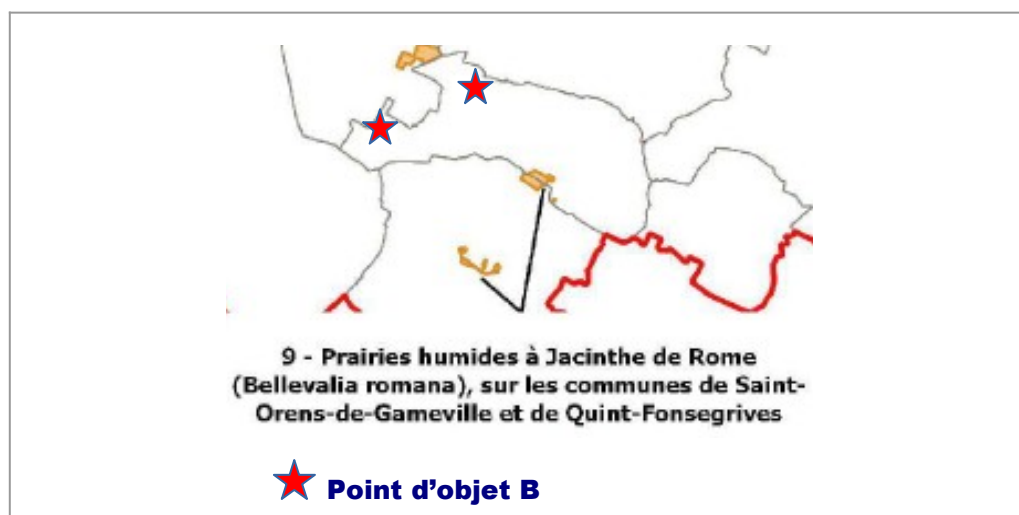 9 - Prairies humides à Jacinthe de Rome
(Bellevalia romana), sur les communes de Saint-
Orens-de-Gameville et de Quint-Fonsegrives
Point d’objet B